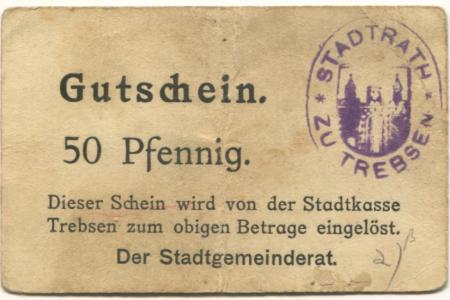 Gutschein.
STADTRATH
ZU TREBSEN
50 Pfennig.
Dieser Schein wird von der Stadtkasse
Trebsen zum obigen Betrage eingelöst.
Der Stadtgemeinderat.